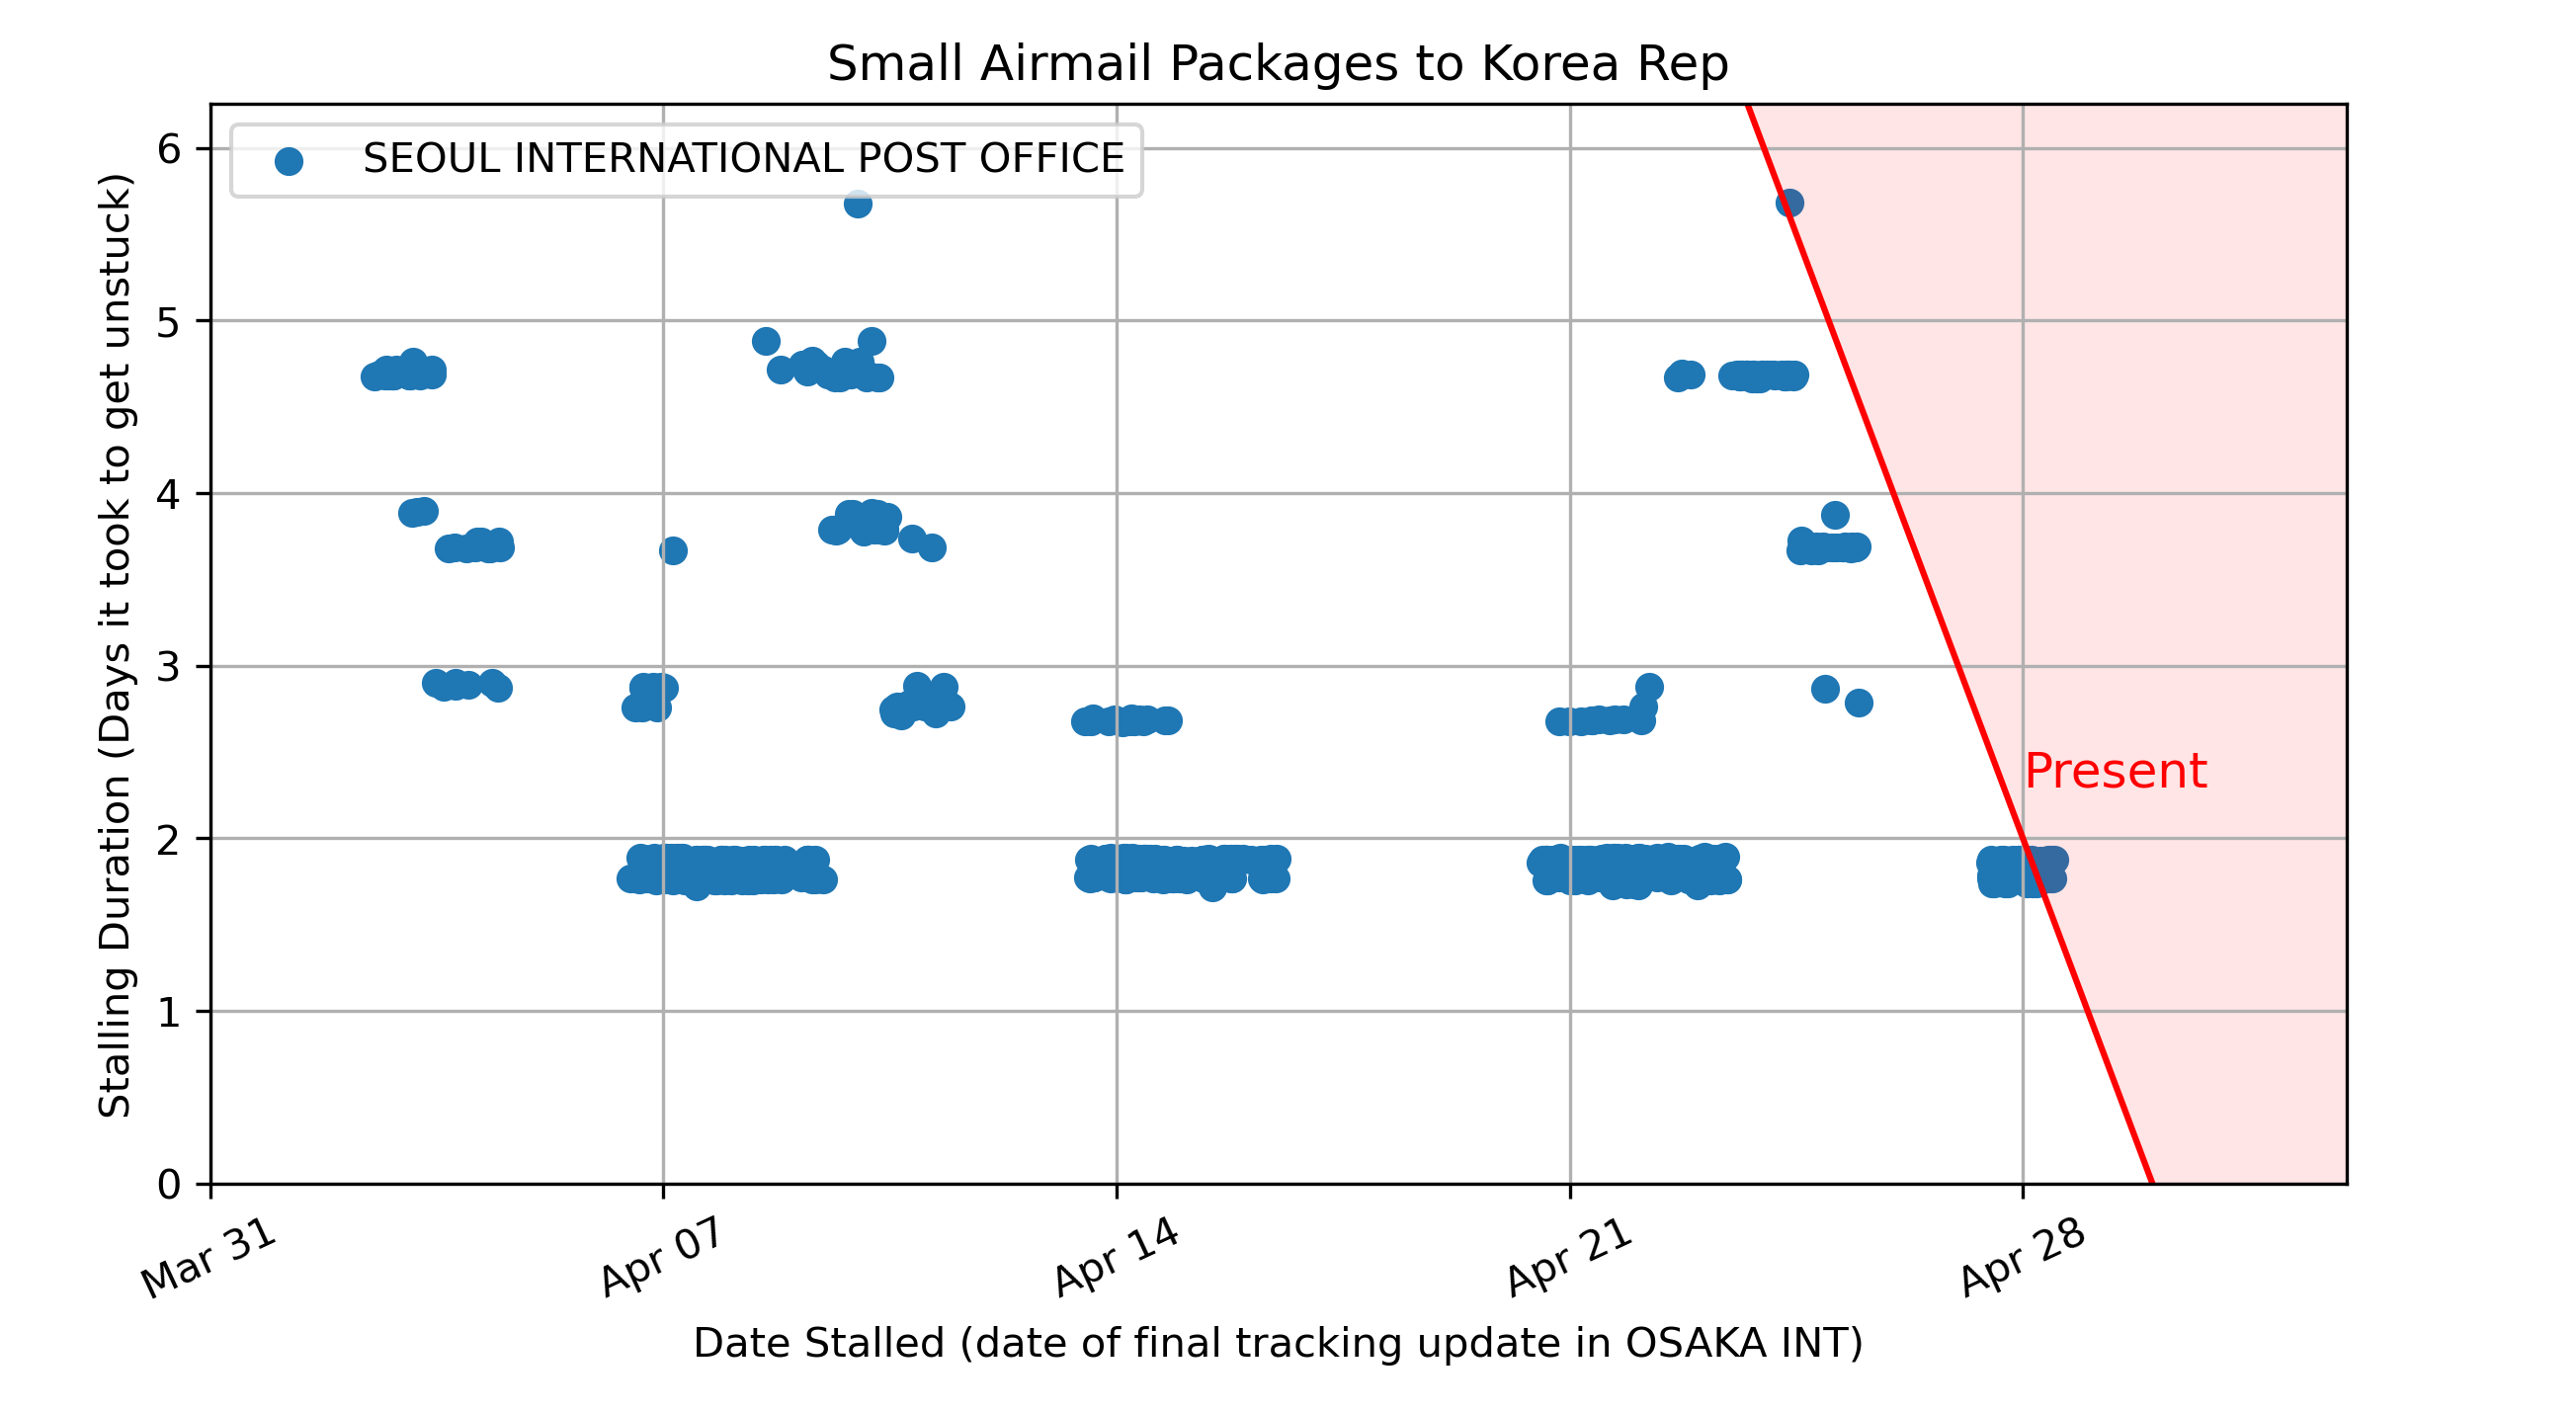 Small Airmail Packages to Korea Rep
SEOUL INTERNATIONAL POST OFFICE
Stalling Duration (Days it took to get unstuck)
6
5
4
3
2
1
0
Present
Mar 31
Apr 07
Apr 14
Apr 21
Apr 28
Date Stalled (date of final tracking update in OSAKA INT)